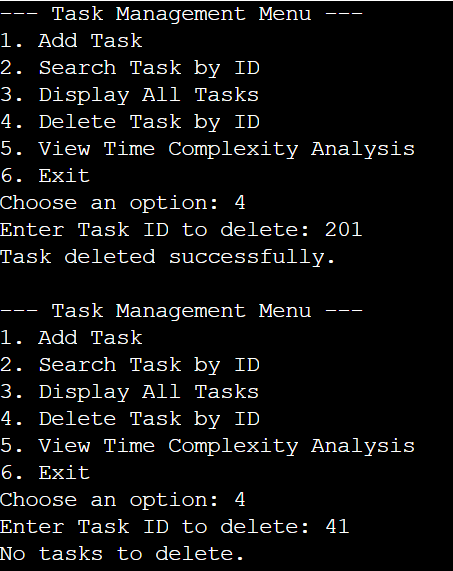 --- Task Management Menu ---
1. Add Task
2. Search Task by ID
3. Display All Tasks
4. Delete Task by ID
5. View Time Complexity Analysis
6. Exit
Choose an option: 4
Enter Task ID to delete: 201
Task deleted successfully.

--- Task Management Menu ---
1. Add Task
2. Search Task by ID
3. Display All Tasks
4. Delete Task by ID
5. View Time Complexity Analysis
6. Exit
Choose an option: 4
Enter Task ID to delete: 41
No tasks to delete.